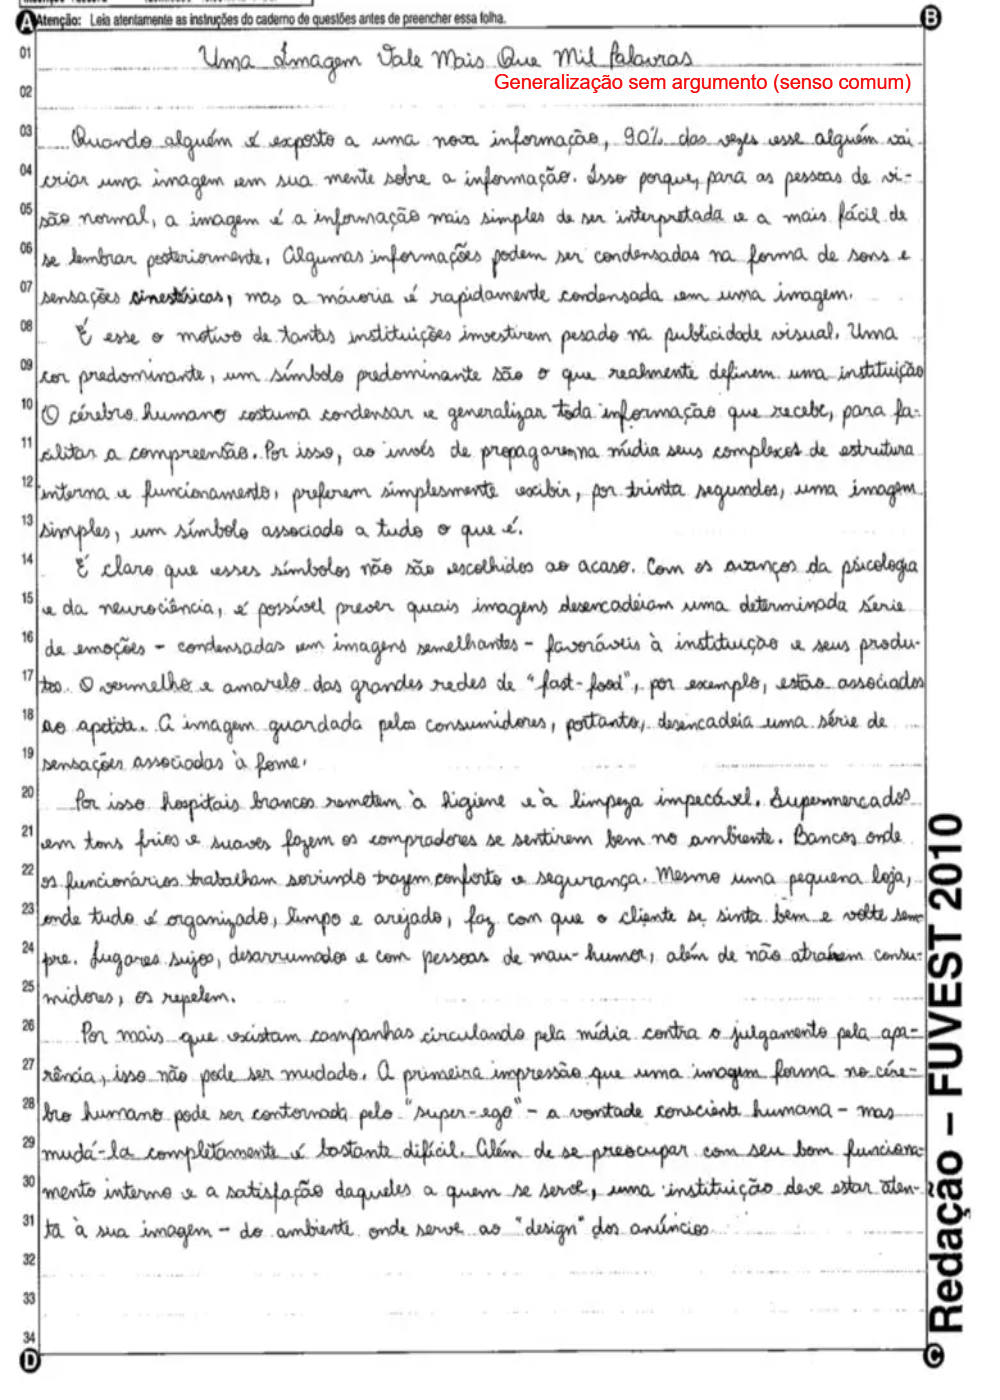 Atenção: Leia atentamente as instruções do caderno de questões antes de preencher essa folha.
A
B
01 Uma Imagem Vale Mais Que Mil Palavras
Generalização sem argumento (senso comum)
02
03 Quando alguém é exposto a uma nova informação, 90% das vezes esse alguém vai
04 criar uma imagem em sua mente sobre a informação. Isso porque, para as pessoas de vi-
05 são normal, a imagem é a informação mais simples de ser interpretada e a mais fácil de
06 se lembrar posteriormente. Algumas informações podem ser condensadas na forma de sons e
07 sensações sinestésicas, mas a maioria é rapidamente condensada em uma imagem.
08 É esse o motivo de tantas instituições investirem pesado na publicidade visual. Uma
09 cor predominante, um símbolo predominante são o que realmente definem uma instituição
10 O cérebro humano costuma condensar e generalizar toda informação que recebe, para fa-
11 cilitar a compreensão. Por isso, ao invés de propagarem na mídia seus complexos de estrutura
12 interna e funcionamento, preferem simplesmente exibir, por trinta segundos, uma imagem
13 simples, um símbolo associado a tudo o que é.
14 É claro que esses símbolos não são escolhidos ao acaso. Com os avanços da psicologia
15 e da neurociência, é possível prever quais imagens desencadeiam uma determinada série
16 de emoções - condensadas em imagens semelhantes - favoráveis à instituição e seus produ-
17 tos. O vermelho e amarelo das grandes redes de "fast-food", por exemplo, estão associados
18 ao apetite. A imagem guardada pelos consumidores, portanto, desencadeia uma série de
19 sensações associadas à fome.
20 Por isso hospitais brancos remetem à higiene e à limpeza impecável. Supermercados
21 em tons frios e suaves fazem os compradores se sentirem bem no ambiente. Bancos onde
22 os funcionários trabalham sorrindo trazem conforto e segurança. Mesmo uma pequena loja,
23 onde tudo é organizado, limpo e arejado, faz com que o cliente se sinta bem e volte sem
24 pre. Lugares sujos, desarrumados e com pessoas de mau-humor, além de não atraírem consu-
25 midores, os repelem.
26 Por mais que existam campanhas circulando pela mídia contra o julgamento pela apa-
27 rência, isso não pode ser mudado. A primeira impressão que uma imagem forma no cére-
28 bro humano pode ser contornada pelo "super-ego" - a vontade consciente humana - mas
29 mudá-la completamente é bastante difícil. Além de se preocupar com seu bom funciona-
30 mento interno e a satisfação daqueles a quem se serve, uma instituição deve estar aten-
31 ta à sua imagem - do ambiente onde serve ao "design" dos anúncios
32
33
34
D
C
Redação – FUVEST 2010